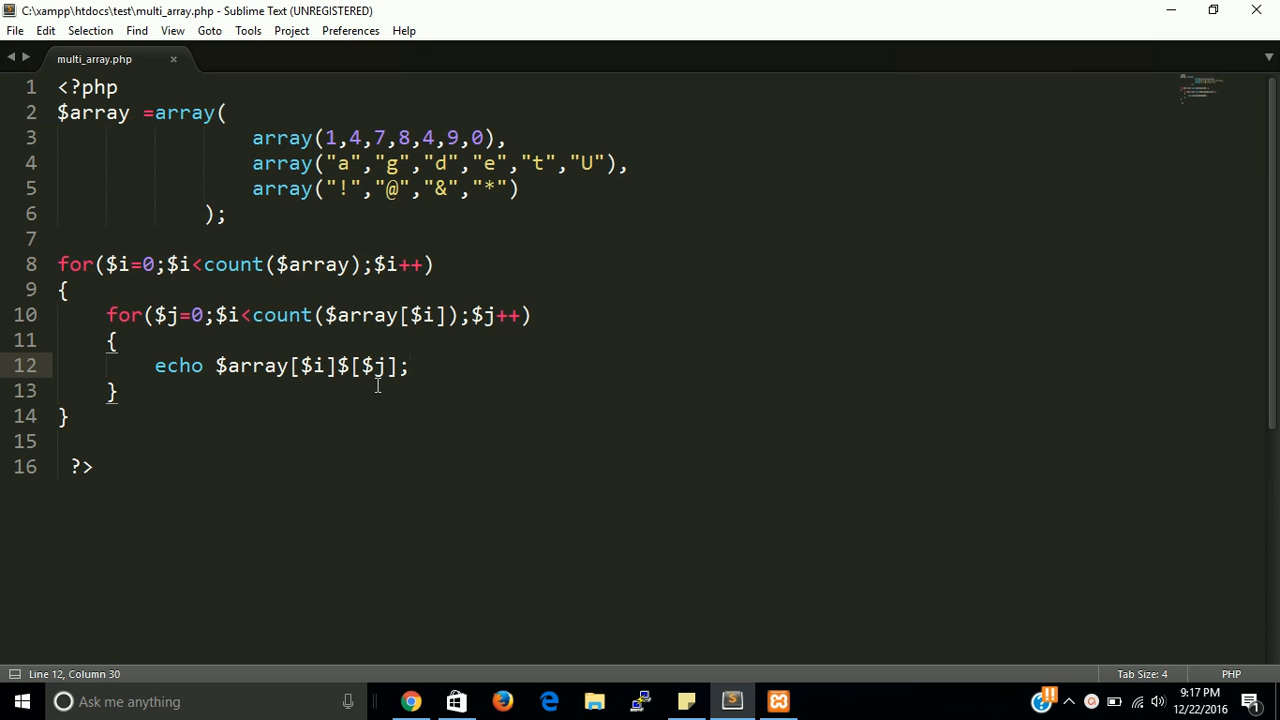 C:\xampp\htdocs\test\multi_array.php - Sublime Text (UNREGISTERED)
File Edit Selection Find View Goto Tools Project Preferences Help
multi_array.php
1 <?php
2 $array =array(
3 array(1,4,7,8,4,9,0),
4 array("a","g","d","e","t","U"),
5 array("!","@","&","*")
6 );
7
8 for($i=0;$i<count($array);$i++)
9 {
10 for($j=0;$i<count($array[$i]);$j++)
11 {
12 echo $array[$i]$[$j];
13 }
14 }
15
16 ?>
Line 12, Column 30 Tab Size: 4 PHP
Ask me anything
9:17 PM
12/22/2016
1